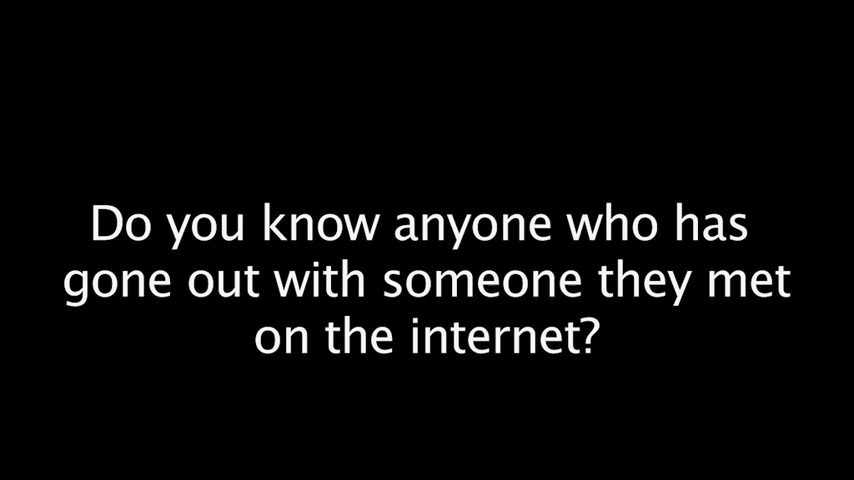 Do you know anyone who has
gone out with someone they met
on the internet?